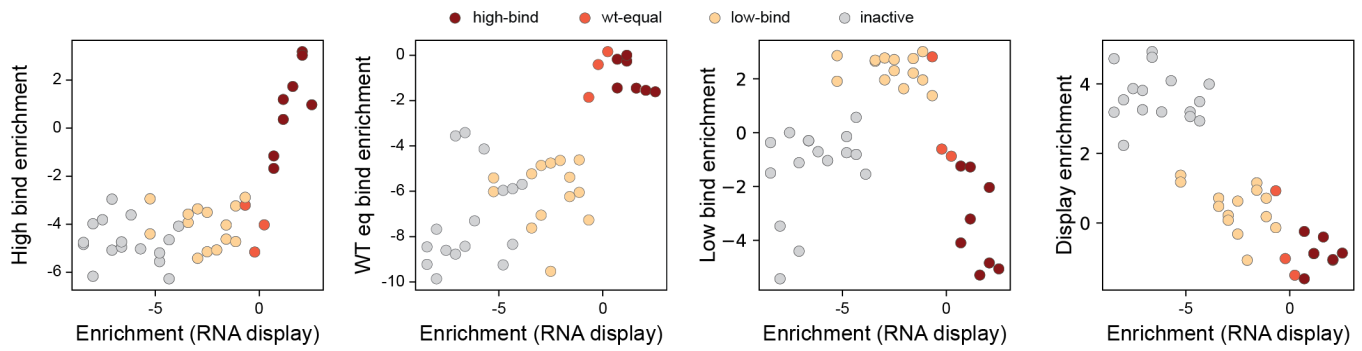 high-bind wt-equal low-bind inactive
High bind enrichment
2
0
-2
-4
-6
-5 0
Enrichment (RNA display)
WT eq bind enrichment
0
-2
-4
-6
-8
-10
-5 0
Enrichment (RNA display)
Low bind enrichment
2
0
−2
−4
-5 0
Enrichment (RNA display)
Display enrichment
4
2
0
-5 0
Enrichment (RNA display)